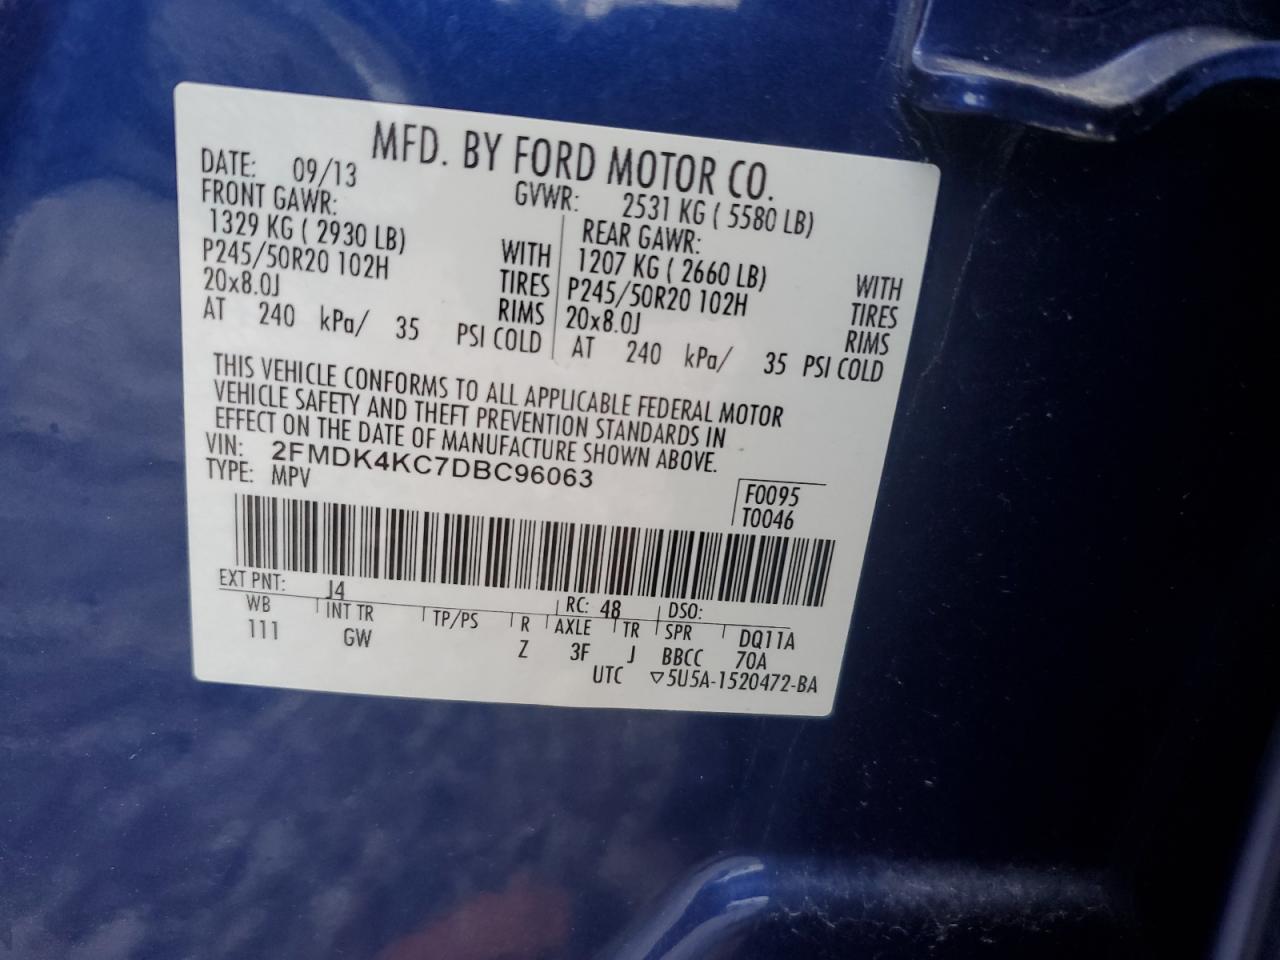 MFD. BY FORD MOTOR CO.
DATE: 09/13 GVWR: 2531 KG ( 5580 LB)
FRONT GAWR: REAR GAWR:
1329 KG ( 2930 LB) WITH 1207 KG ( 2660 LB) WITH
P245/50R20 102H TIRES P245/50R20 102H TIRES
20x8.0J RIMS 20x8.0J RIMS
AT 240 kPa/ 35 PSI COLD AT 240 kPa/ 35 PSI COLD
THIS VEHICLE CONFORMS TO ALL APPLICABLE FEDERAL MOTOR
VEHICLE SAFETY AND THEFT PREVENTION STANDARDS IN
EFFECT ON THE DATE OF MANUFACTURE SHOWN ABOVE.
VIN: 2FMDK4KC7DBC96063
TYPE: MPV
F0095
T0046
EXT PNT: J4 RC: 48 DSO:
WB INT TR TP/PS R AXLE TR SPR DQ11A
111 GW Z 3F J BBCC 70A
UTC ▽5U5A-1520472-BA